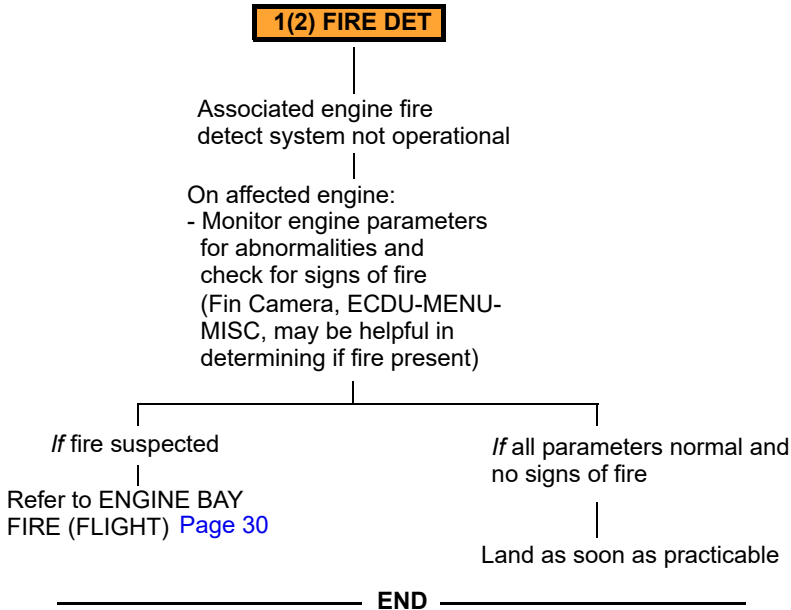 1(2) FIRE DET
Associated engine fire
detect system not operational
On affected engine:
- Monitor engine parameters
for abnormalities and
check for signs of fire
(Fin Camera, ECDU-MENU-
MISC, may be helpful in
determining if fire present)
If fire suspected
Refer to ENGINE BAY
FIRE (FLIGHT) Page 30
If all parameters normal and
no signs of fire
Land as soon as practicable
END